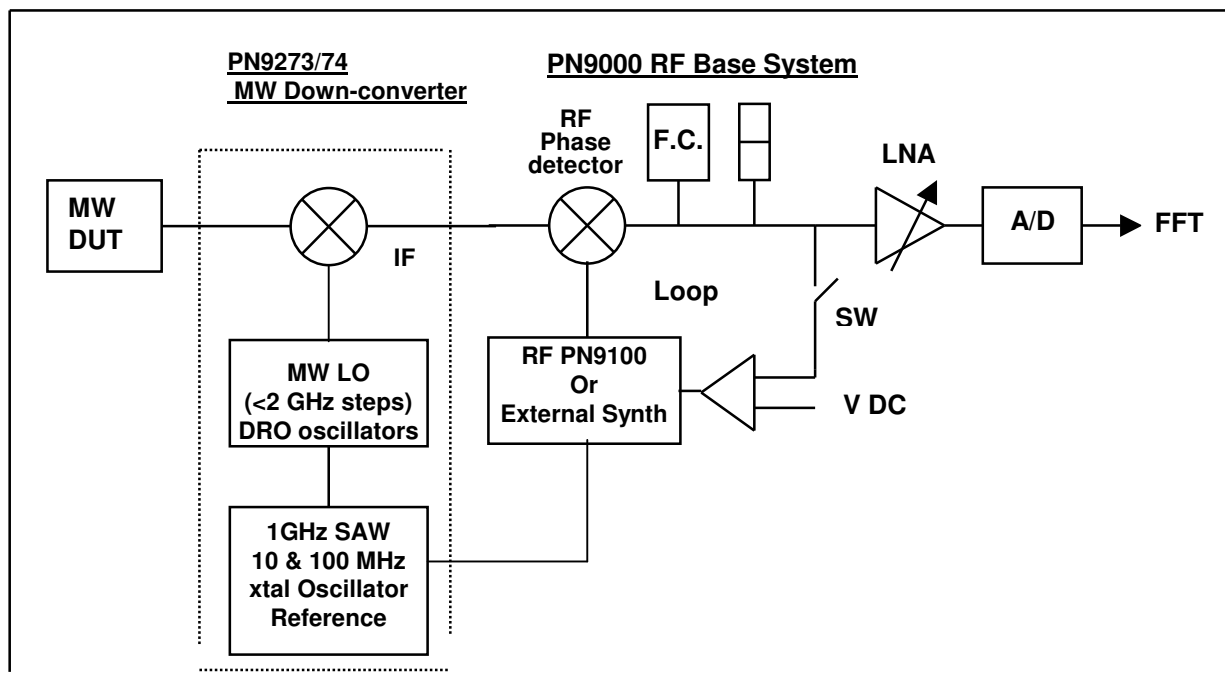 PN9273/74
MW Down-converter
PN9000 RF Base System
RF
Phase
detector
F.C.
LNA
MW
DUT
IF
A/D
FFT
Loop
SW
MW LO
(<2 GHz steps)
DRO oscillators
RF PN9100
Or
External Synth
V DC
1GHz SAW
10 & 100 MHz
xtal Oscillator
Reference